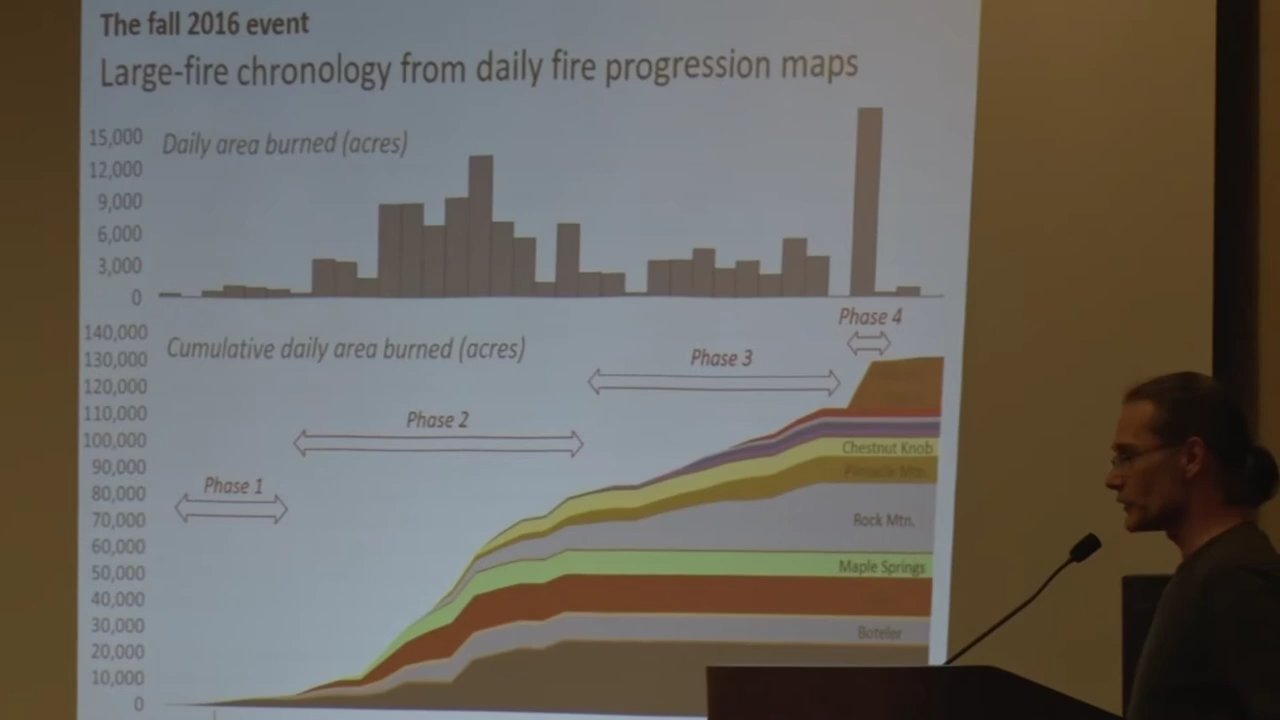 The fall 2016 event
Large-fire chronology from daily fire progression maps
Daily area burned (acres)
15,000
12,000
9,000
6,000
3,000
0
Phase 4
140,000
Cumulative daily area burned (acres)
130,000
Phase 3
120,000
110,000
Phase 2
100,000
Chestnut Knob
90,000
Pinnacle Mtn.
Phase 1
80,000
70,000
Rock Mtn.
60,000
Maple Springs
50,000
40,000
30,000
Boteler
20,000
10,000
0